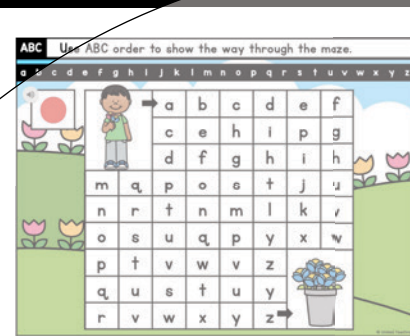 ABC Use ABC order to show the way through the maze.
a b c d e f g h i j k l m n o p q r s t u v w x y z
a b c d e f
c e h i p g
d f g h i h
m q p o s t j u
n r t n m l k v
o s u q p y x w
p t v w v z
q u s t u y
r v w x y z